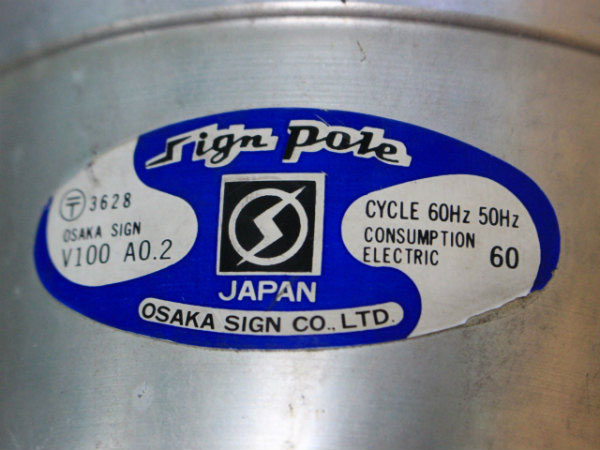 Sign Pole
〒 3628
OSAKA SIGN
V100 A0.2
CYCLE 60Hz 50Hz
CONSUMPTION
ELECTRIC 60
JAPAN
OSAKA SIGN CO., LTD.